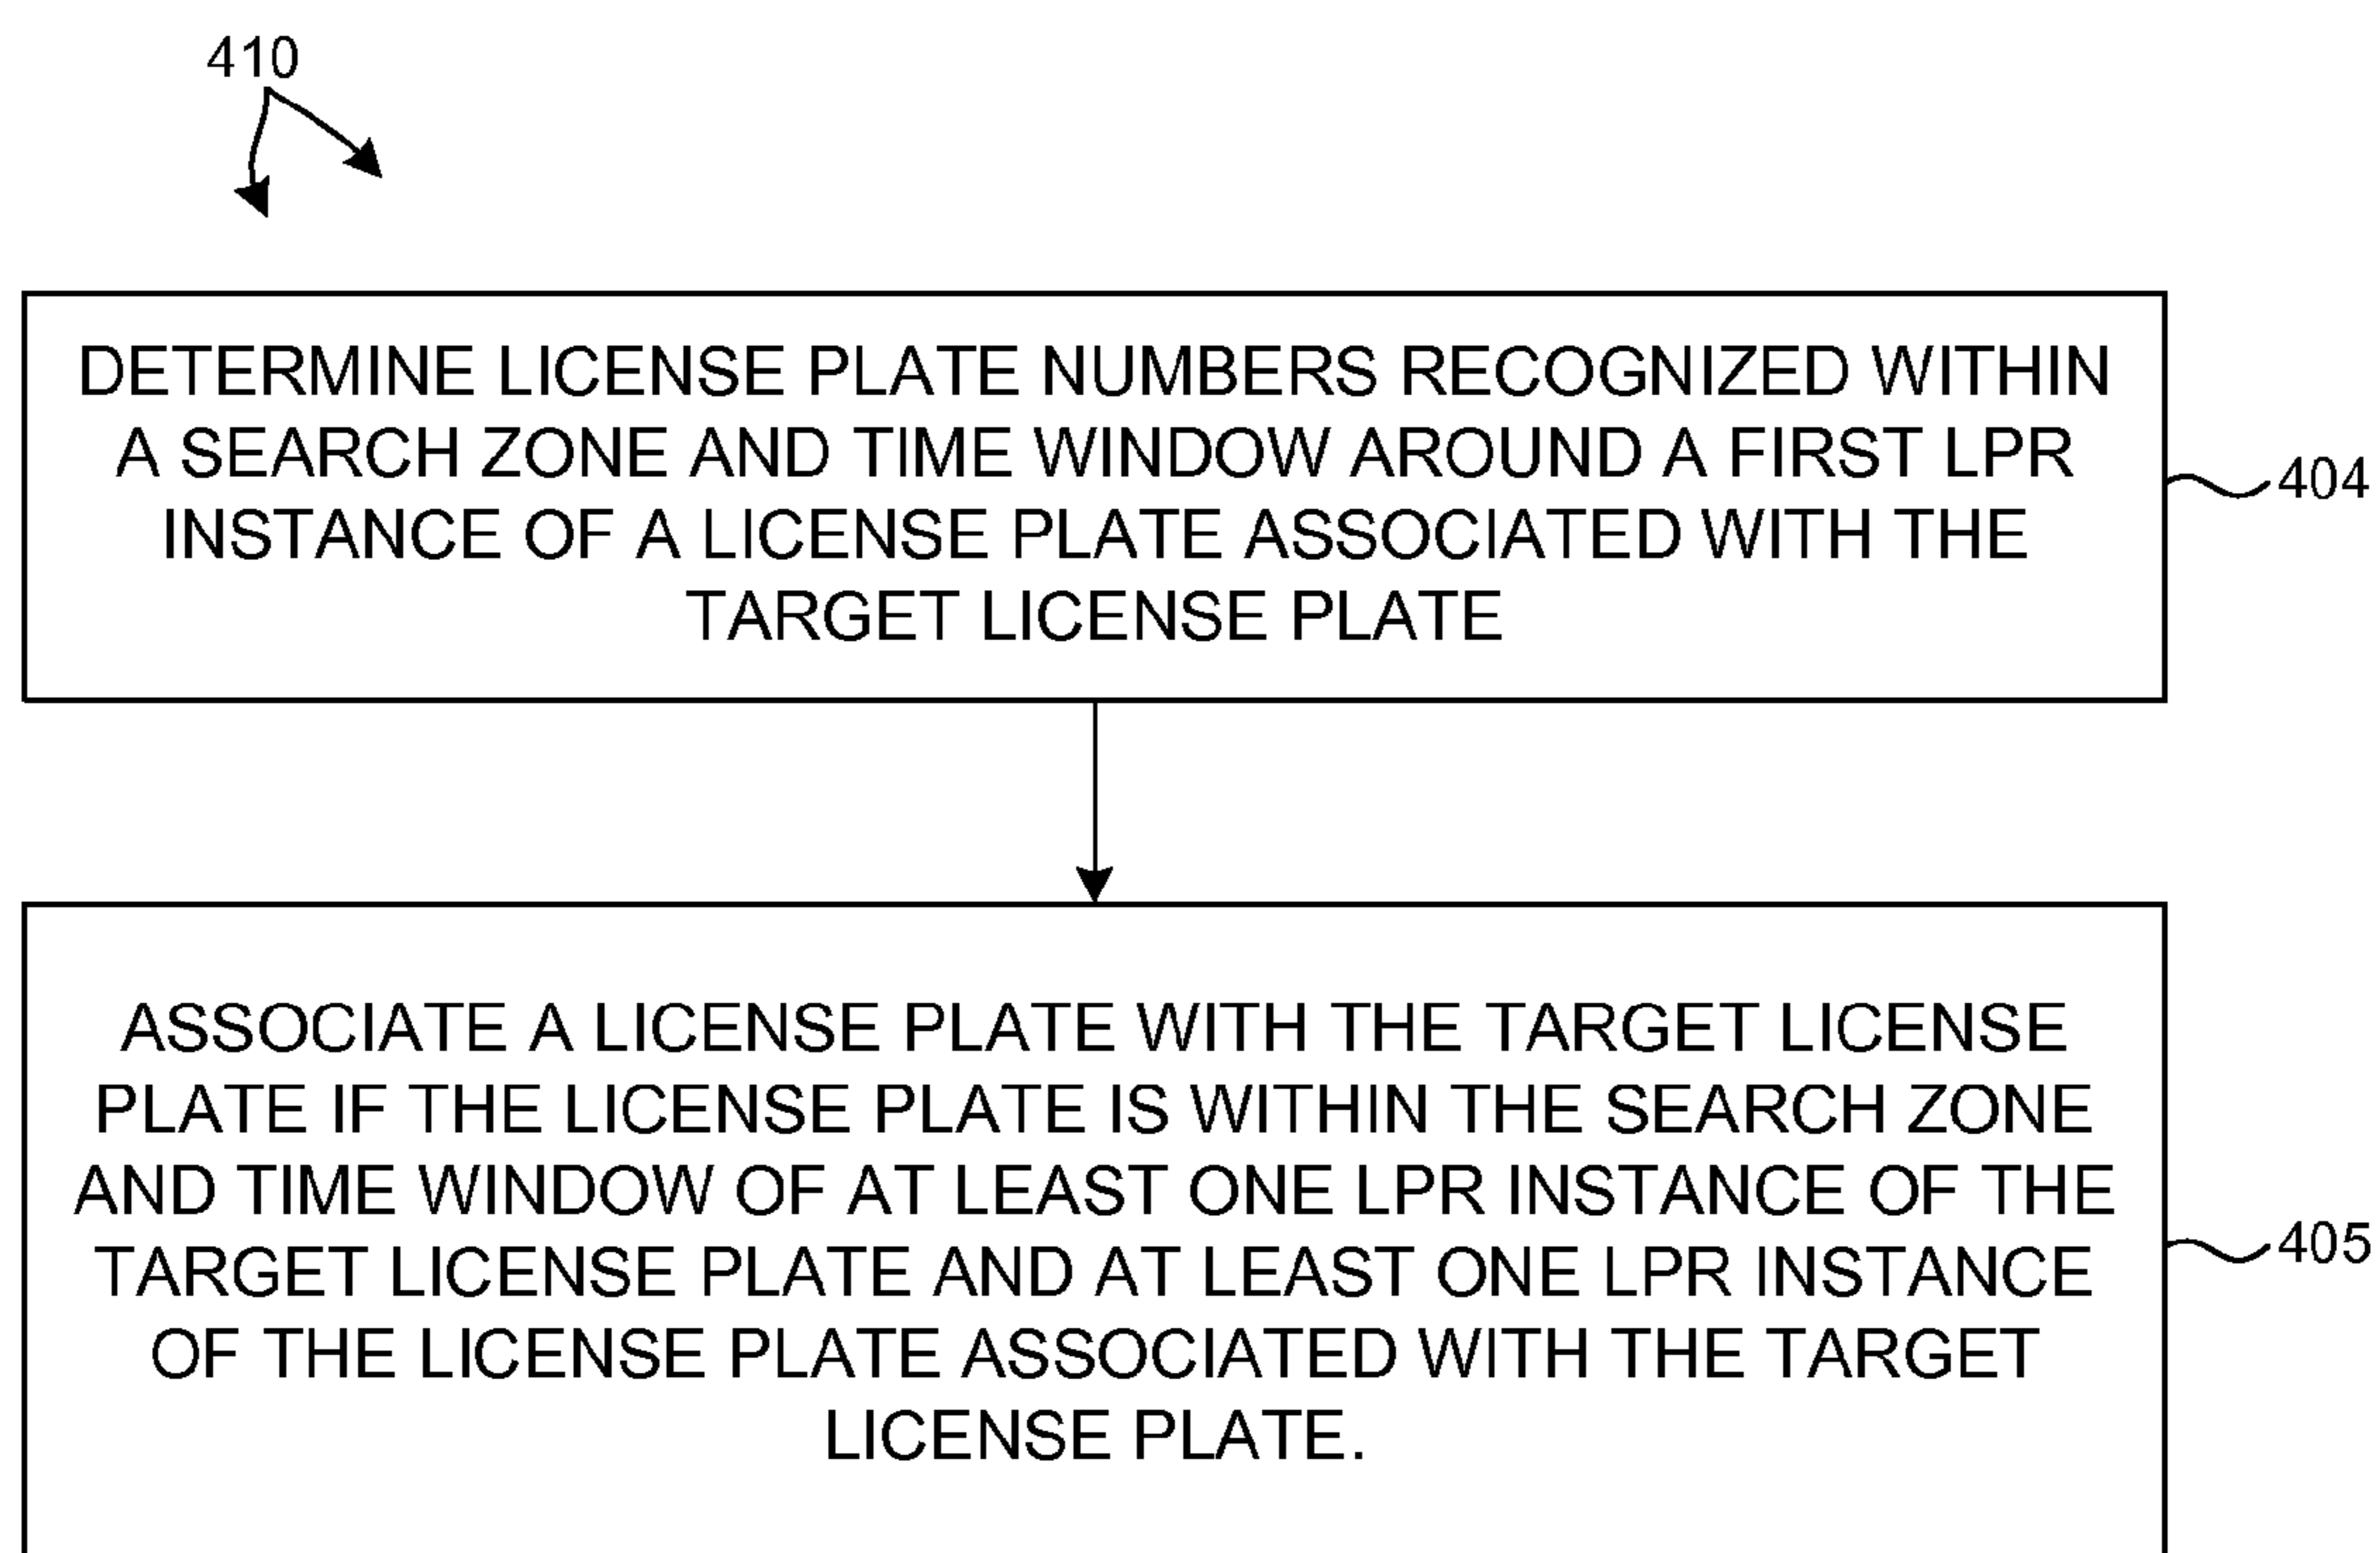 410
DETERMINE LICENSE PLATE NUMBERS RECOGNIZED WITHIN
A SEARCH ZONE AND TIME WINDOW AROUND A FIRST LPR
INSTANCE OF A LICENSE PLATE ASSOCIATED WITH THE
TARGET LICENSE PLATE
404
ASSOCIATE A LICENSE PLATE WITH THE TARGET LICENSE
PLATE IF THE LICENSE PLATE IS WITHIN THE SEARCH ZONE
AND TIME WINDOW OF AT LEAST ONE LPR INSTANCE OF THE
TARGET LICENSE PLATE AND AT LEAST ONE LPR INSTANCE
OF THE LICENSE PLATE ASSOCIATED WITH THE TARGET
LICENSE PLATE.
405